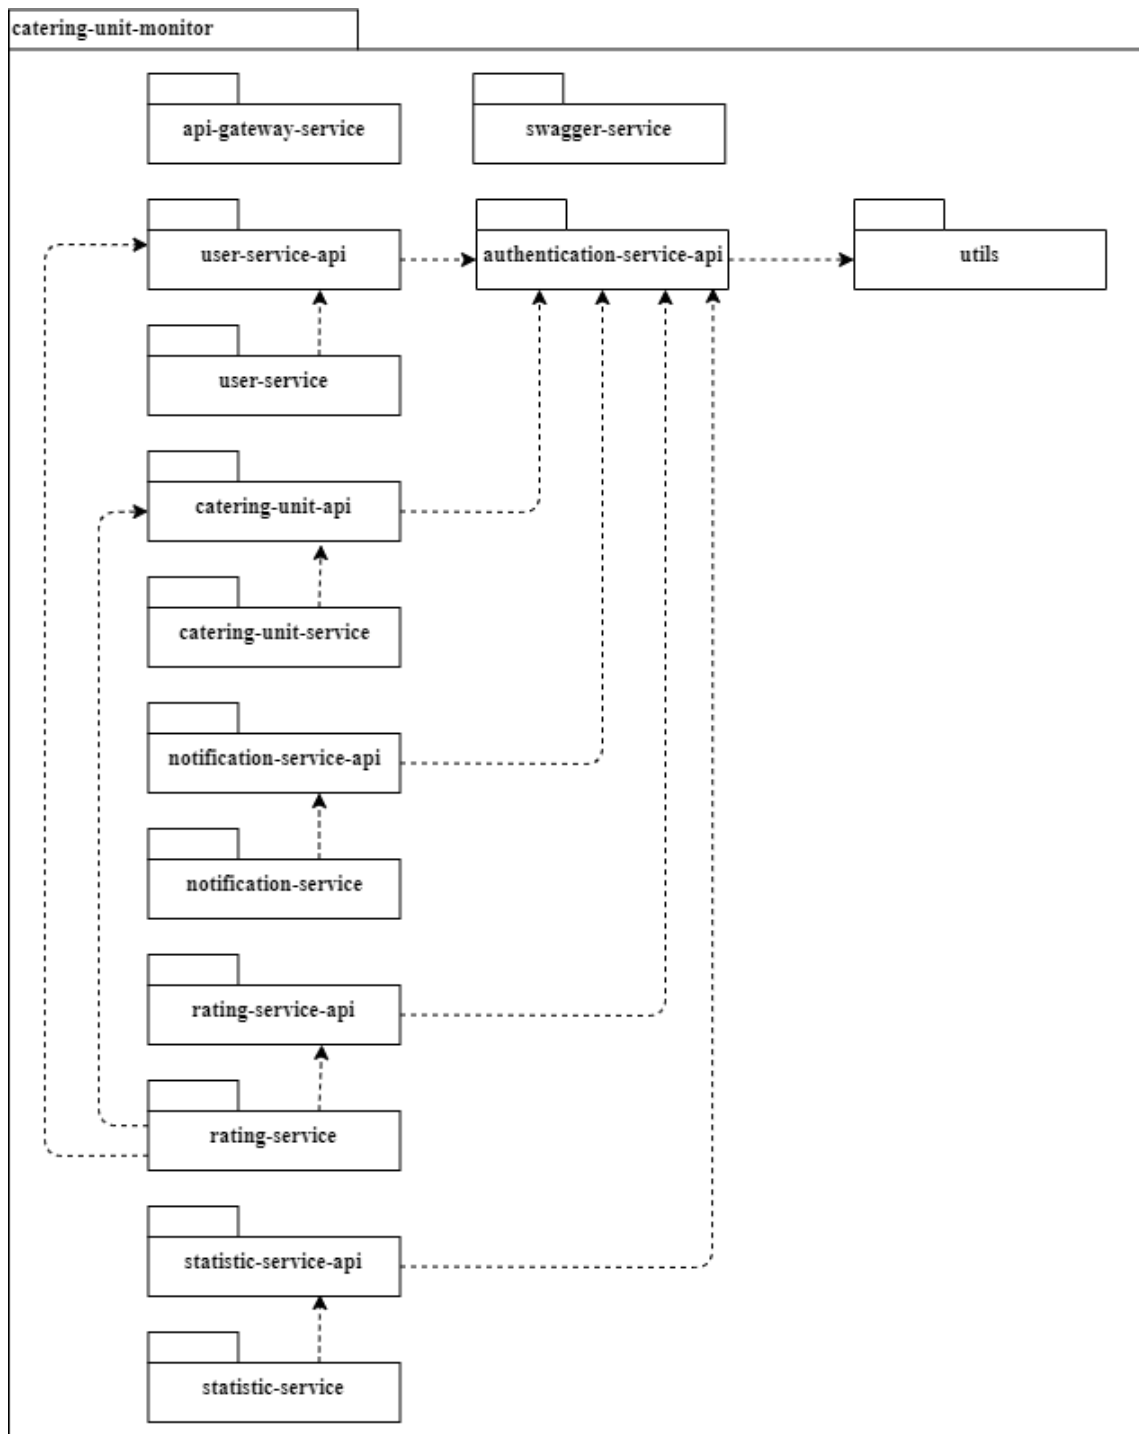 catering-unit-monitor
api-gateway-service
swagger-service
user-service-api
authentication-service-api
utils
user-service
catering-unit-api
catering-unit-service
notification-service-api
notification-service
rating-service-api
rating-service
statistic-service-api
statistic-service